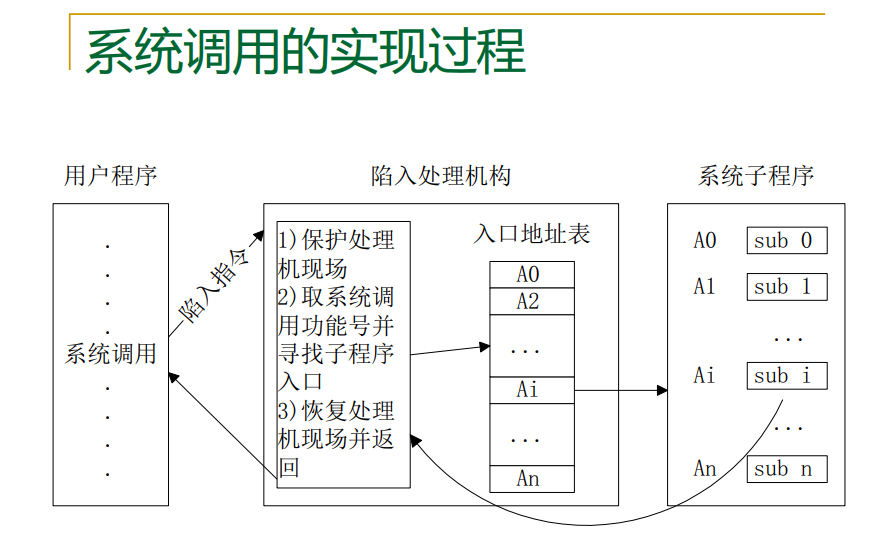 系统调用的实现过程
用户程序
陷入处理机构
系统子程序
.
.
.
.
系统调用
.
.
.
.
陷入指令
1)保护处理
机现场
2)取系统调
用功能号并
寻找子程序
入口
3)恢复处理
机现场并返
回
入口地址表
A0
A2
...
Ai
...
An
A0 sub 0
A1 sub 1
...
Ai sub i
...
An sub n